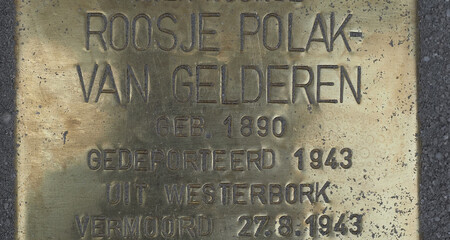 ROOSJE POLAK-
VAN GELDEREN
GEB. 1890
GEDEPORTEERD 1943
UIT WESTERBORK
VERMOORD 27.8.1943